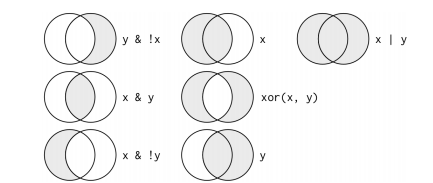 y & !x x x | y
x & y xor(x, y)
x & !y y